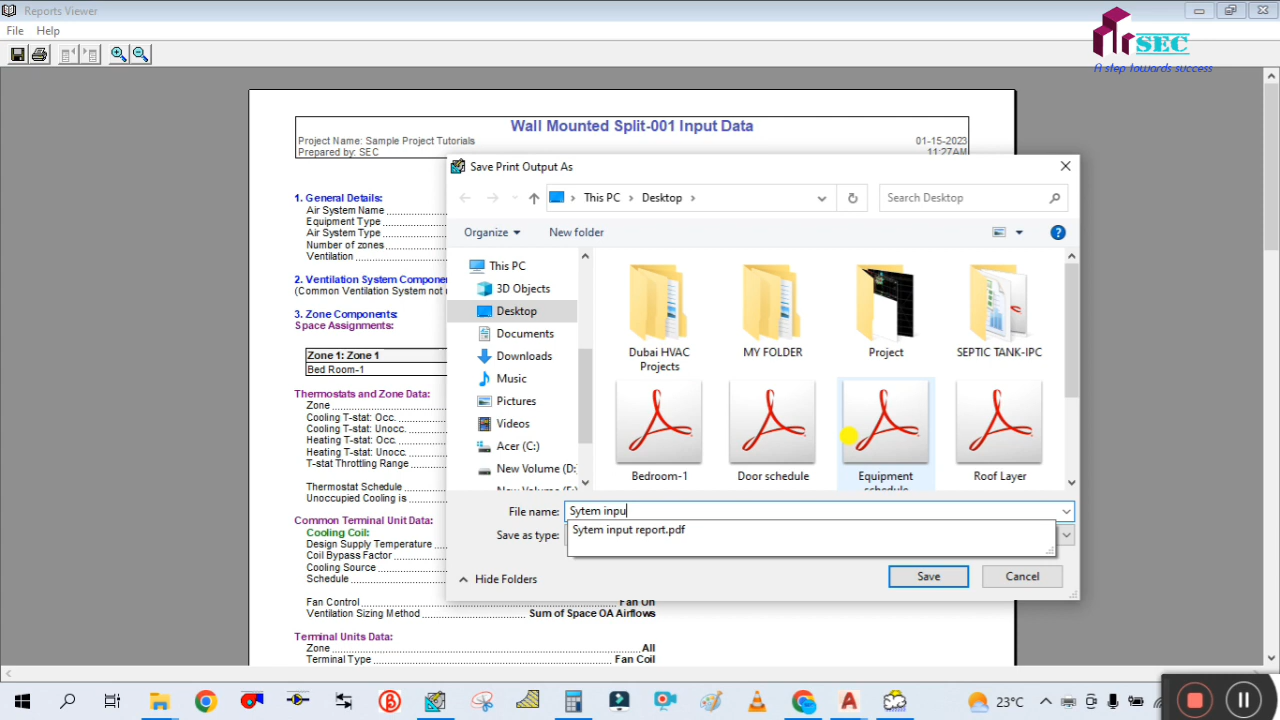 Reports Viewer
File Help
SEC
A step towards success
Wall Mounted Split-001 Input Data
Project Name: Sample Project Tutorials 01-15-2023
Prepared by: SEC 11:27AM
1. General Details:
Air System Name
Equipment Type
Air System Type
Number of zones
Ventilation
2. Ventilation System Compone
(Common Ventilation System not
3. Zone Components:
Space Assignments:
Zone 1: Zone 1
Bed Room-1
Thermostats and Zone Data:
Zone
Cooling T-stat: Occ.
Cooling T-stat: Unocc.
Heating T-stat: Occ.
Heating T-stat: Unocc.
T-stat Throttling Range
Thermostat Schedule
Unoccupied Cooling is
Common Terminal Unit Data:
Cooling Coil:
Design Supply Temperature
Coil Bypass Factor
Cooling Source
Schedule
Fan Control Fan On
Ventilation Sizing Method Sum of Space OA Airflows
Terminal Units Data:
Zone All
Terminal Type Fan Coil
Save Print Output As
This PC > Desktop >
Search Desktop
Organize New folder
This PC
3D Objects
Desktop
Documents
Downloads
Music
Pictures
Videos
Acer (C:)
New Volume (D:
Dubai HVAC Projects
MY FOLDER
Project
SEPTIC TANK-IPC
Bedroom-1
Door schedule
Equipment
Roof Layer
File name: Sytem inpu
Sytem input report.pdf
Save as type:
Hide Folders
Save Cancel
23°C